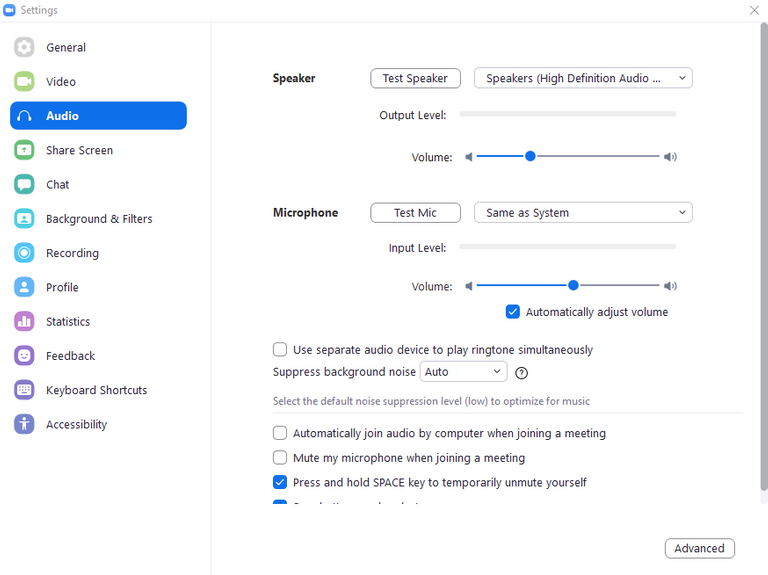 Settings
General
Video
Audio
Share Screen
Chat
Background & Filters
Recording
Profile
Statistics
Feedback
Keyboard Shortcuts
Accessibility
Speaker Test Speaker Speakers (High Definition Audio ...
Output Level:
Volume:
Microphone Test Mic Same as System
Input Level:
Volume:
Automatically adjust volume
Use separate audio device to play ringtone simultaneously
Suppress background noise Auto ?
Select the default noise suppression level (low) to optimize for music
Automatically join audio by computer when joining a meeting
Mute my microphone when joining a meeting
Press and hold SPACE key to temporarily unmute yourself
Advanced